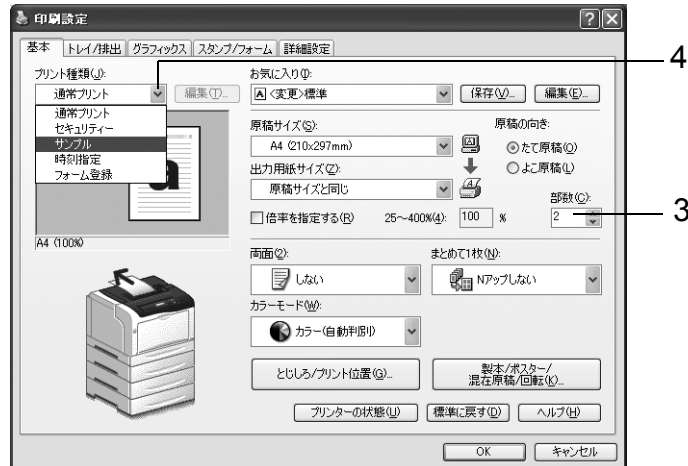 印刷設定
基本 トレイ/排出 グラフィックス スタンプ/フォーム 詳細設定
プリント種類(J):
通常プリント 編集(T)...
通常プリント
セキュリティー
サンプル
時刻指定
フォーム登録
a
A4 (100%)
お気に入り(I):
A <変更>標準 保存(V)... 編集(E)...
原稿サイズ(S):
A4 (210x297mm)
出力用紙サイズ(Z):
原稿サイズと同じ
原稿の向き:
たて原稿(O)
よこ原稿(L)
倍率を指定する(R) 25~400%(4): 100 %
部数(C):
2
両面(2):
しない
まとめて1枚(N):
Nアップしない
カラーモード(W):
カラー(自動判別)
とじしろ/プリント位置(G)...
製本/ポスター/
混在原稿/回転(K)...
プリンターの状態(U) 標準に戻す(D) ヘルプ(H)
OK キャンセル
4
3